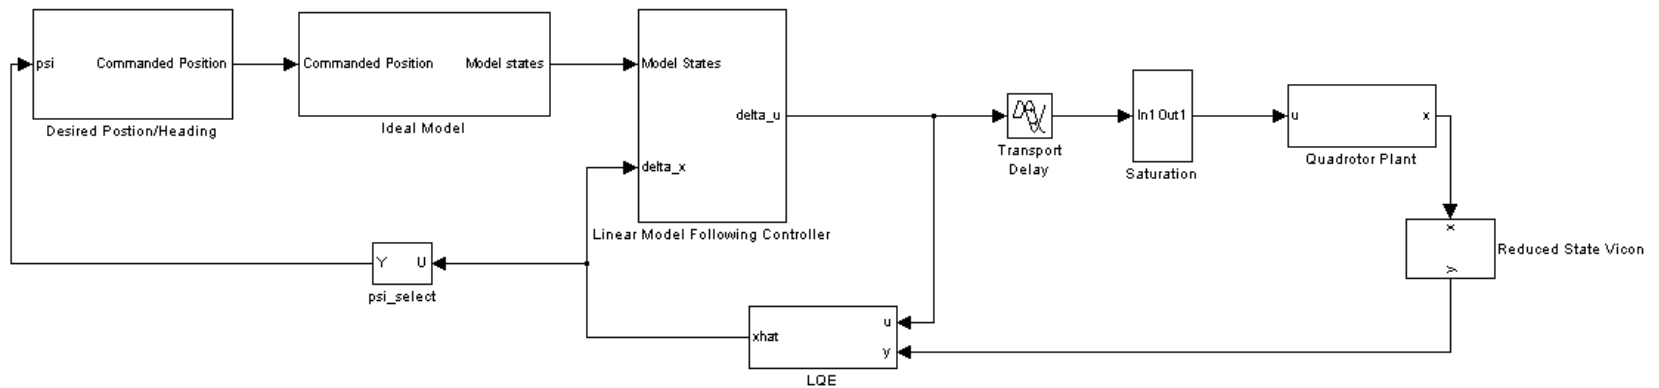 psi
Commanded Position
Desired Postion/Heading
Commanded Position
Model states
Ideal Model
Model States
delta_u
delta_x
Linear Model Following Controller
Transport
Delay
In1
Out1
Saturation
u
x
Quadrotor Plant
x
y
Reduced State Vicon
Y
U
psi_select
xhat
u
y
LQE